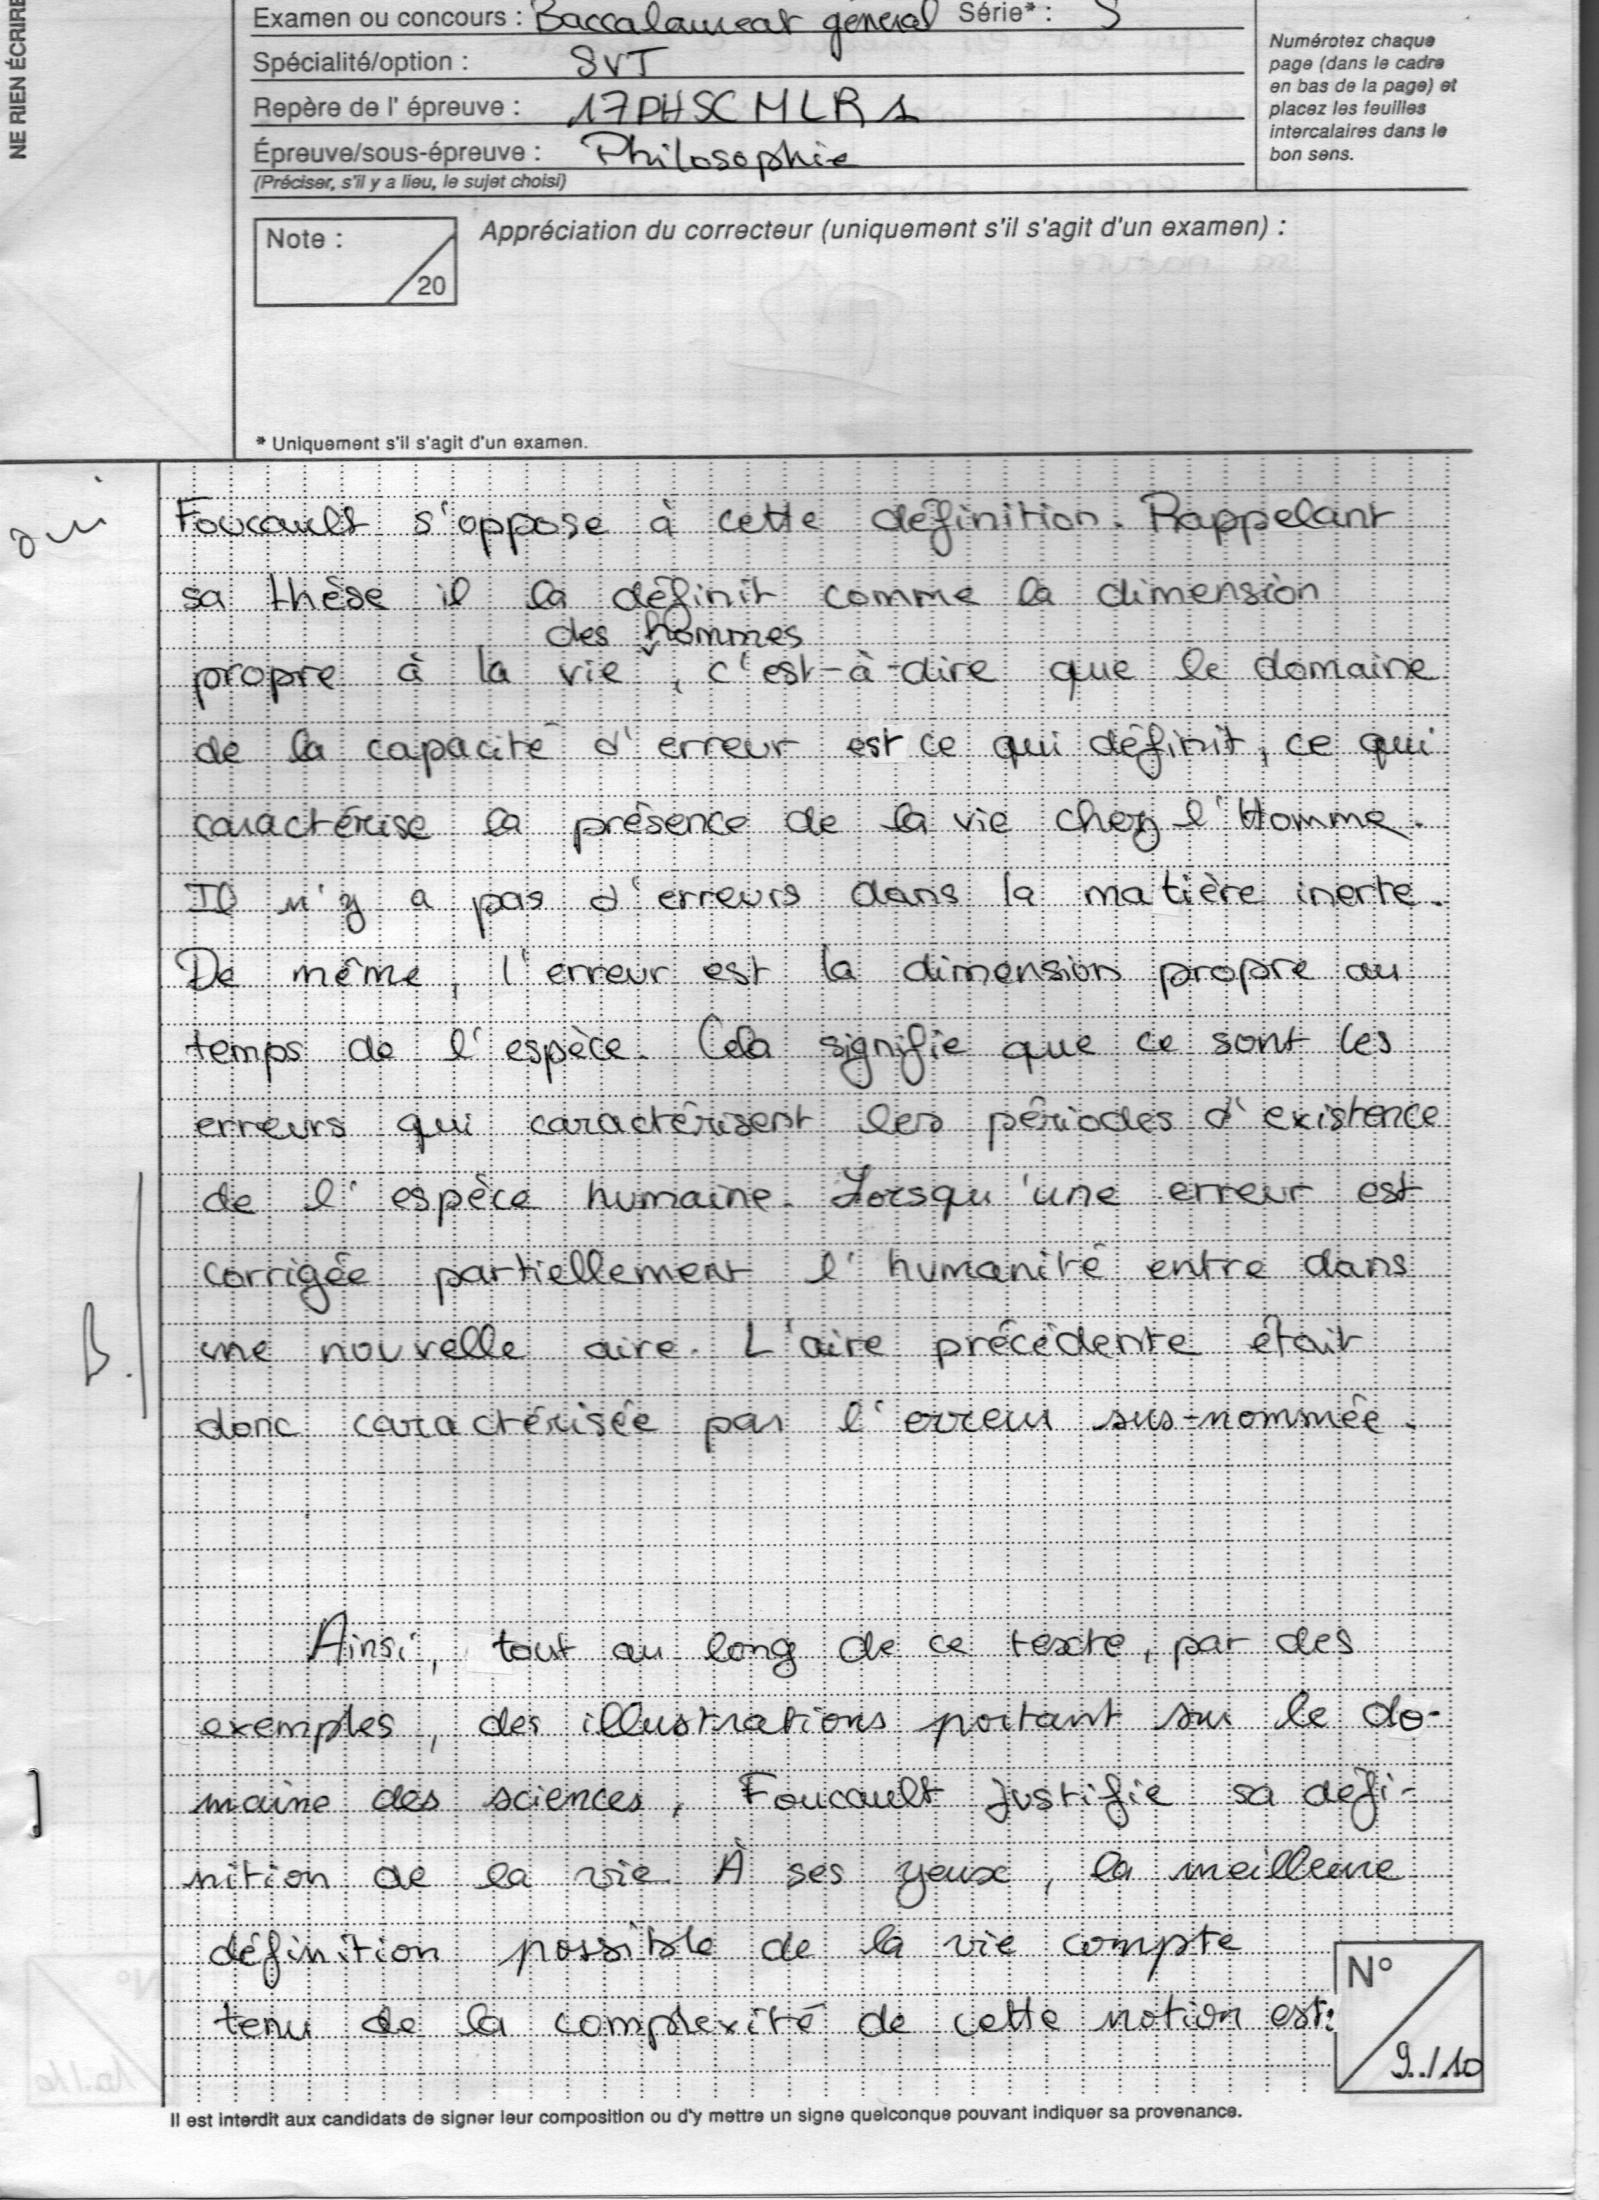 NE RIEN ÉCRIRE
Examen ou concours : Baccalaureat général Série* : S
Spécialité/option : SVT
Repère de l' épreuve : 17PHSCMLR1
Épreuve/sous-épreuve : Philosophie
(Préciser, s'il y a lieu, le sujet choisi)
Numérotez chaque
page (dans le cadre
en bas de la page) et
placez les feuilles
intercalaires dans le
bon sens.
Note :
20
Appréciation du correcteur (uniquement s'il s'agit d'un examen) :
* Uniquement s'il s'agit d'un examen.
oui
Foucault s'oppose à cette définition. Rappelant
sa thèse il la définit comme la dimension
des hommes
propre à la vie, c'est-à-dire que le domaine
de la capacité d'erreur est ce qui définit, ce qui
caractérise la présence de la vie chez l'Homme.
Il n'y a pas d'erreurs dans la matière inerte.
De même, l'erreur est la dimension propre au
temps de l'espèce. Cela signifie que ce sont les
erreurs qui caractérisent les périodes d'existence
de l'espèce humaine. Lorsqu'une erreur est
corrigée partiellement l'humanité entre dans
une nouvelle aire. L'aire précédente était
B.
donc caractérisée par l'erreur sus-nommée.
Ainsi, tout au long de ce texte, par des
exemples, des illustrations portant sur le do-
maine des sciences, Foucault justifie sa défi-
nition de la vie. À ses yeux, la meilleure
définition possible de la vie compte
tenu de la complexité de cette notion est:
N°
9../10
Il est interdit aux candidats de signer leur composition ou d'y mettre un signe quelconque pouvant indiquer sa provenance.